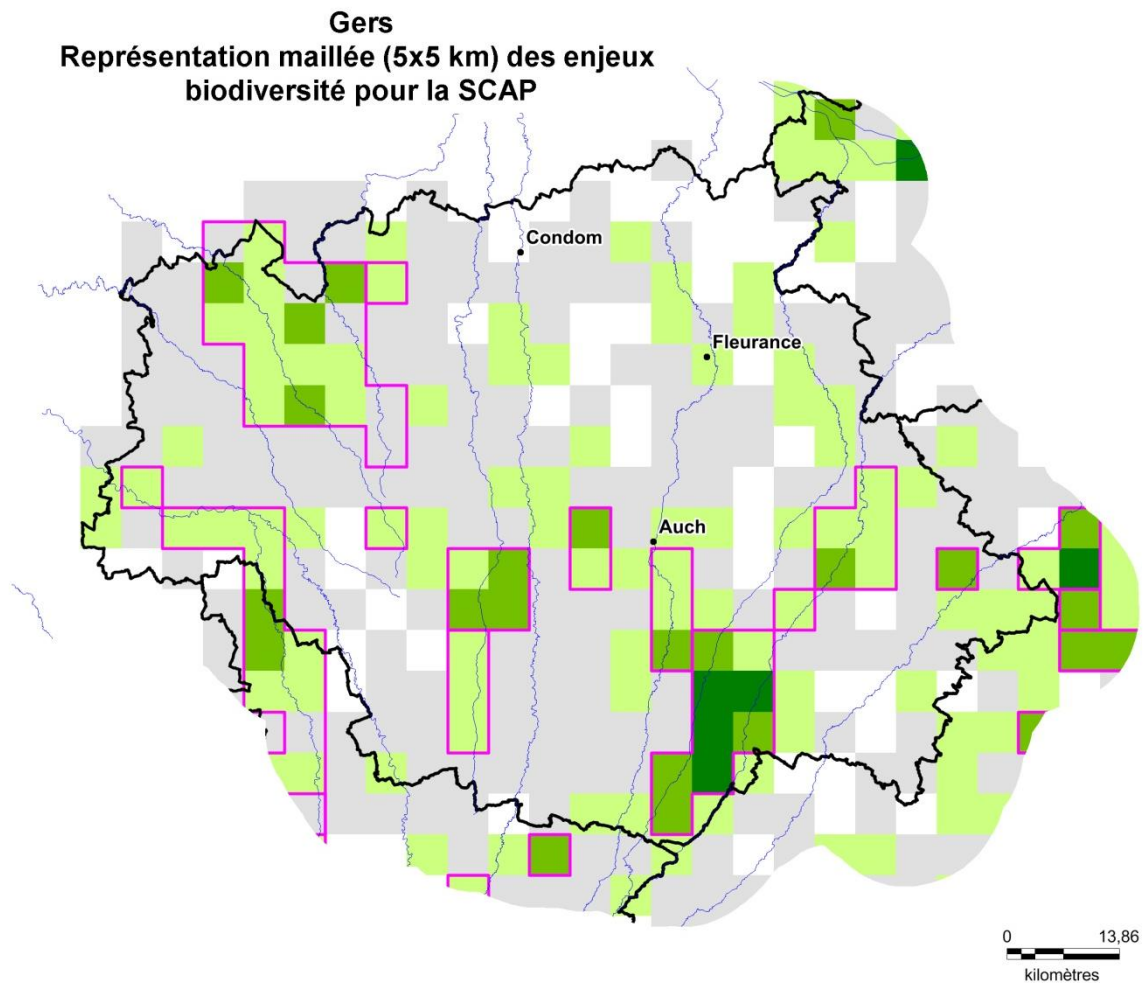 Gers
Représentation maillée (5x5 km) des enjeux
biodiversité pour la SCAP
Condom
Fleurance
Auch
0 13,86
kilomètres